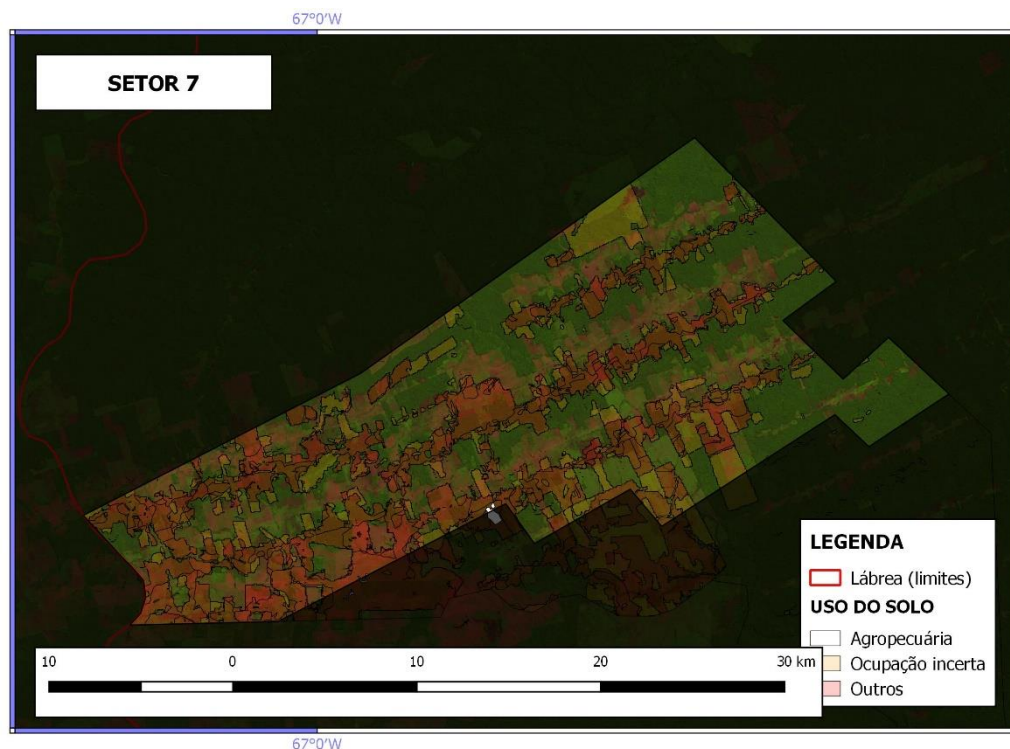 67°0'W
SETOR 7
LEGENDA
Lábrea (limites)
USO DO SOLO
Agropecuária
Ocupação incerta
Outros
10 0 10 20 30 km
67°0'W